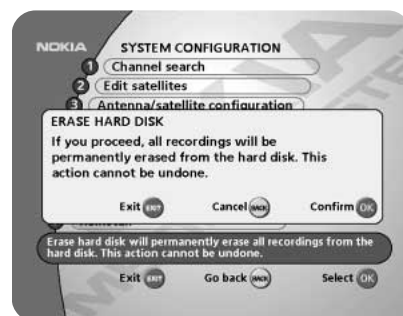 NOKIA
SYSTEM CONFIGURATION
1 Channel search
2 Edit satellites
3 Antenna/satellite configuration
ERASE HARD DISK
If you proceed, all recordings will be
permanently erased from the hard disk. This
action cannot be undone.
Exit EXIT Cancel BACK Confirm OK
Erase hard disk will permanently erase all recordings from the
hard disk. This action cannot be undone.
Exit EXIT Go back BACK Select OK